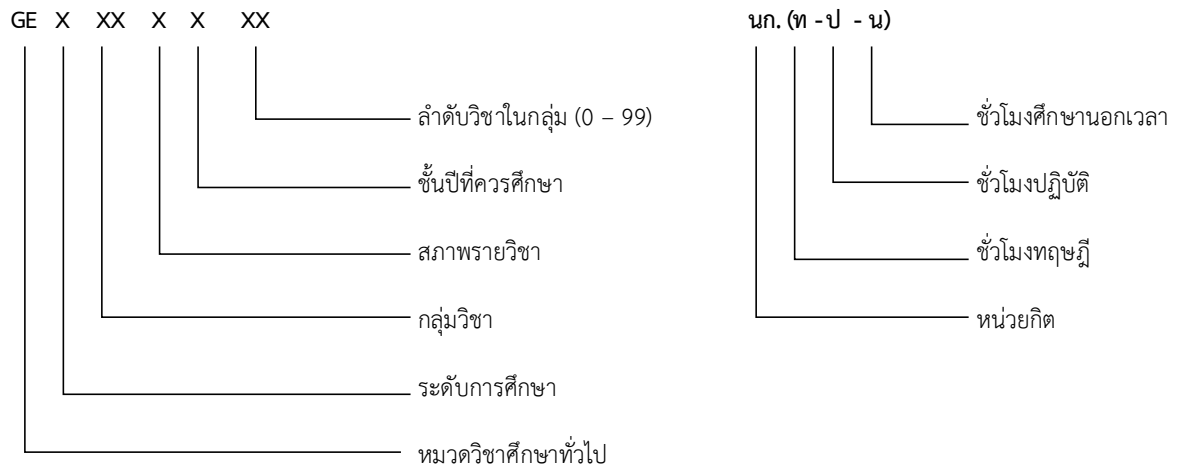 GE X XX X X XX นก. (ท - ป - น)
ลำดับวิชาในกลุ่ม (0 – 99) ชั่วโมงศึกษานอกเวลา
ชั้นปีที่ควรศึกษา ชั่วโมงปฏิบัติ
สภาพรายวิชา ชั่วโมงทฤษฎี
กลุ่มวิชา หน่วยกิต
ระดับการศึกษา
หมวดวิชาศึกษาทั่วไป